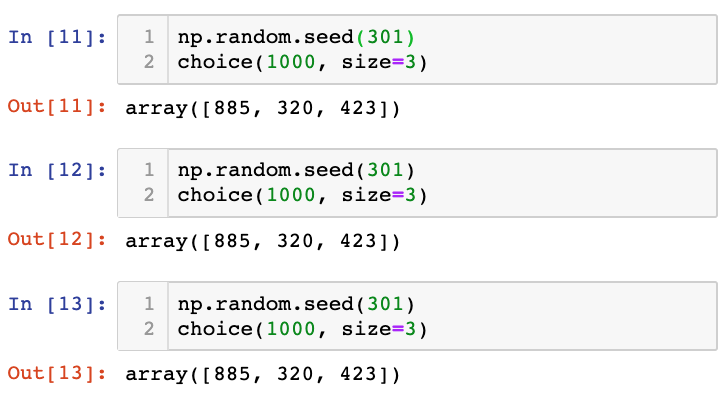 In [11]: 1 np.random.seed(301)
2 choice(1000, size=3)
Out[11]: array([885, 320, 423])
In [12]: 1 np.random.seed(301)
2 choice(1000, size=3)
Out[12]: array([885, 320, 423])
In [13]: 1 np.random.seed(301)
2 choice(1000, size=3)
Out[13]: array([885, 320, 423])